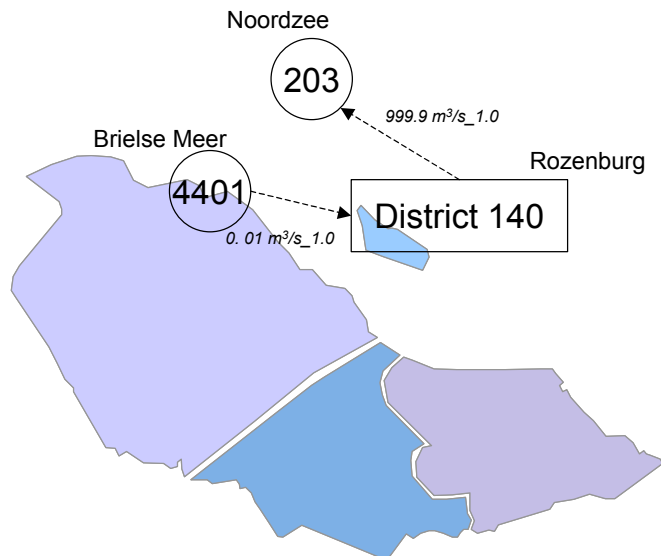 Noordzee
203
999.9 m³/s_1.0
Brielse Meer
Rozenburg
4401
District 140
0. 01 m³/s_1.0